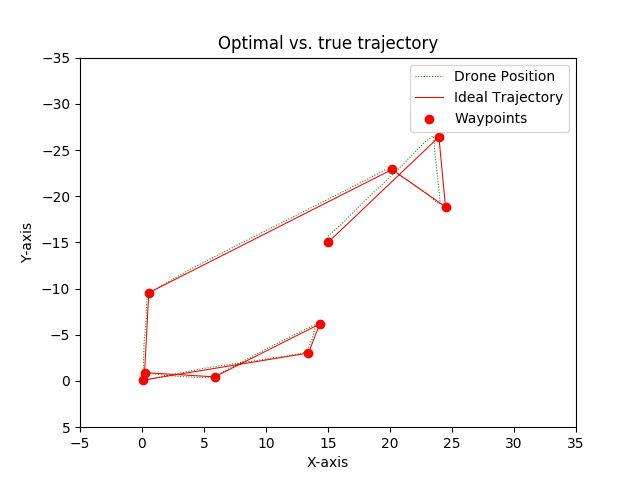 Optimal vs. true trajectory
Drone Position
Ideal Trajectory
Waypoints
Y-axis
−35
−30
−25
−20
−15
−10
−5
0
5
−5 0 5 10 15 20 25 30 35
X-axis